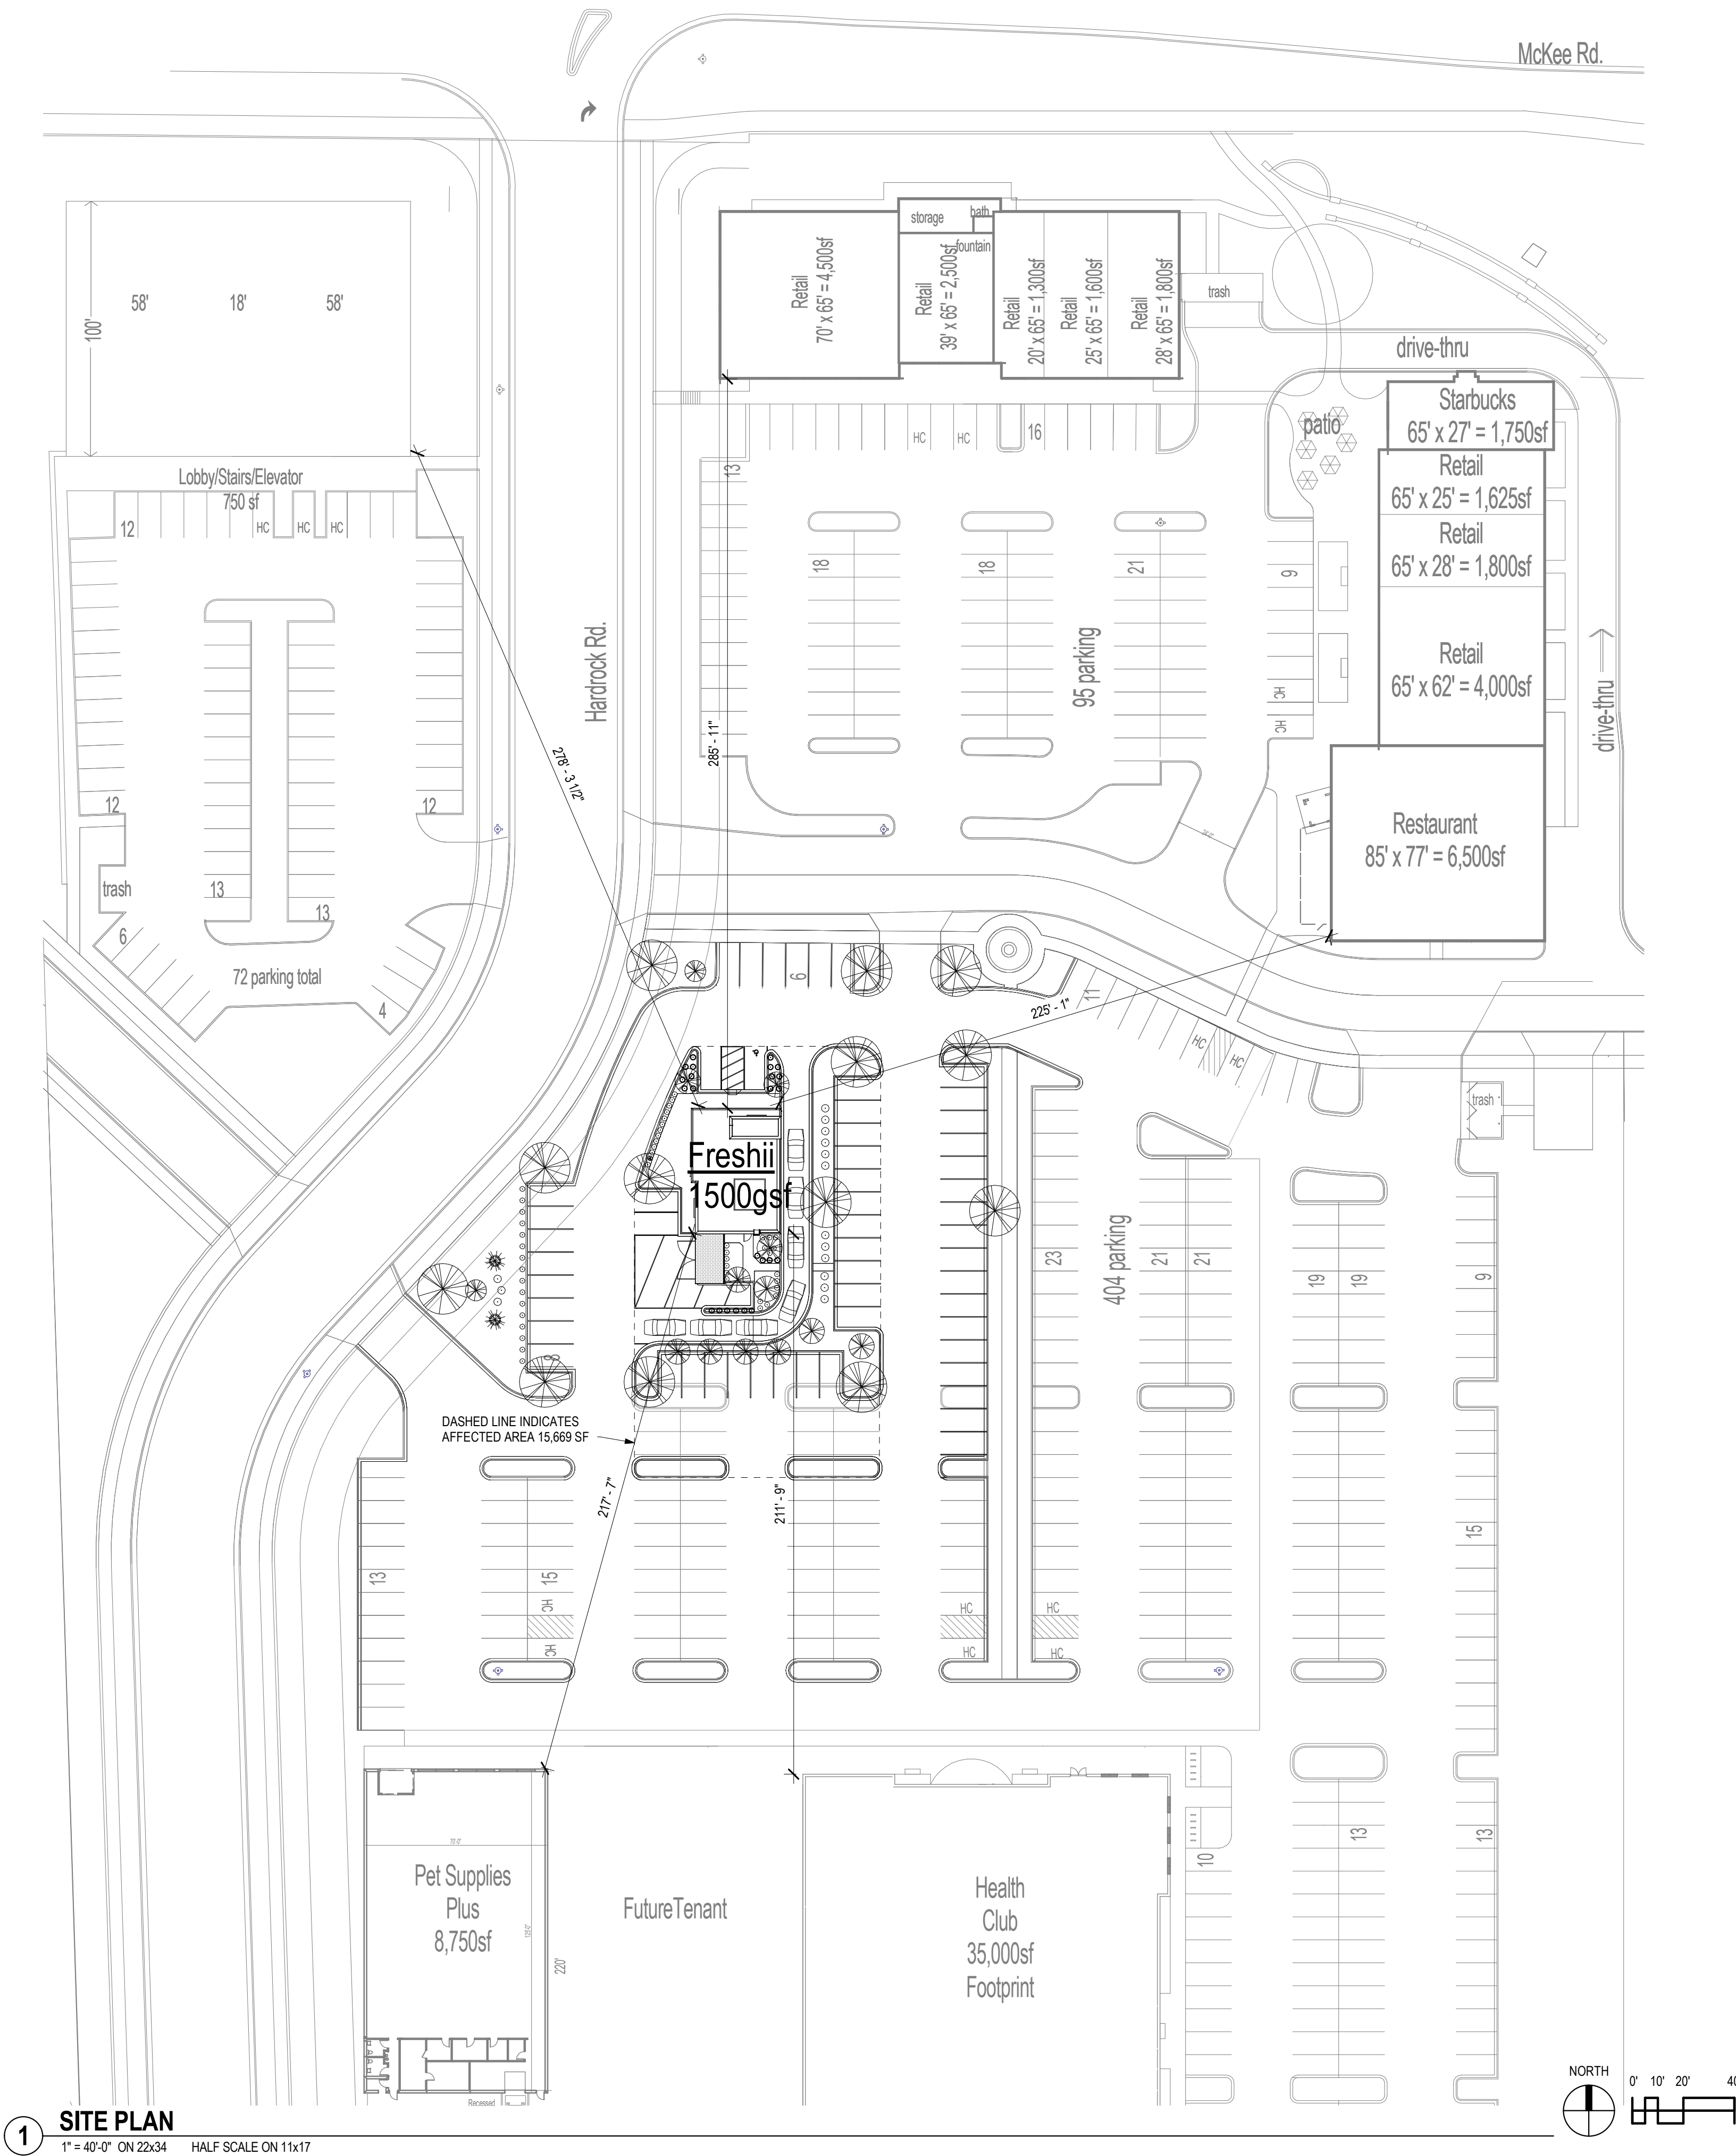 McKee Rd.
storage
bath
fountain
Retail
70' x 65' = 4,500sf
Retail
39' x 65' = 2,500sf
Retail
20' x 65' = 1,300sf
Retail
25' x 65' = 1,600sf
Retail
28' x 65' = 1,800sf
trash
58'
18'
58'
100'
drive-thru
Starbucks
65' x 27' = 1,750sf
patio
Retail
65' x 25' = 1,625sf
Retail
65' x 28' = 1,800sf
Retail
65' x 62' = 4,000sf
drive-thru
Restaurant
85' x 77' = 6,500sf
HC
HC
16
13
18
18
21
9
HC
HC
95 parking
Lobby/Stairs/Elevator
750 sf
12
HC
HC
HC
12
12
trash
13
13
6
72 parking total
4
Hardrock Rd.
278' - 3 1/2"
285' - 11"
225' - 1"
6
11
HC
HC
trash
Freshii
1500gsf
8
23
404 parking
21
21
19
19
9
DASHED LINE INDICATES
AFFECTED AREA 15,669 SF
217' - 7"
211' - 9"
13
15
HC
HC
HC
HC
HC
HC
15
70'-0"
Pet Supplies
Plus
8,750sf
125'-0"
220'
FutureTenant
Health
Club
35,000sf
Footprint
10
13
13
Recessed
NORTH
0' 10' 20' 40
1
SITE PLAN
1" = 40'-0" ON 22x34 HALF SCALE ON 11x17